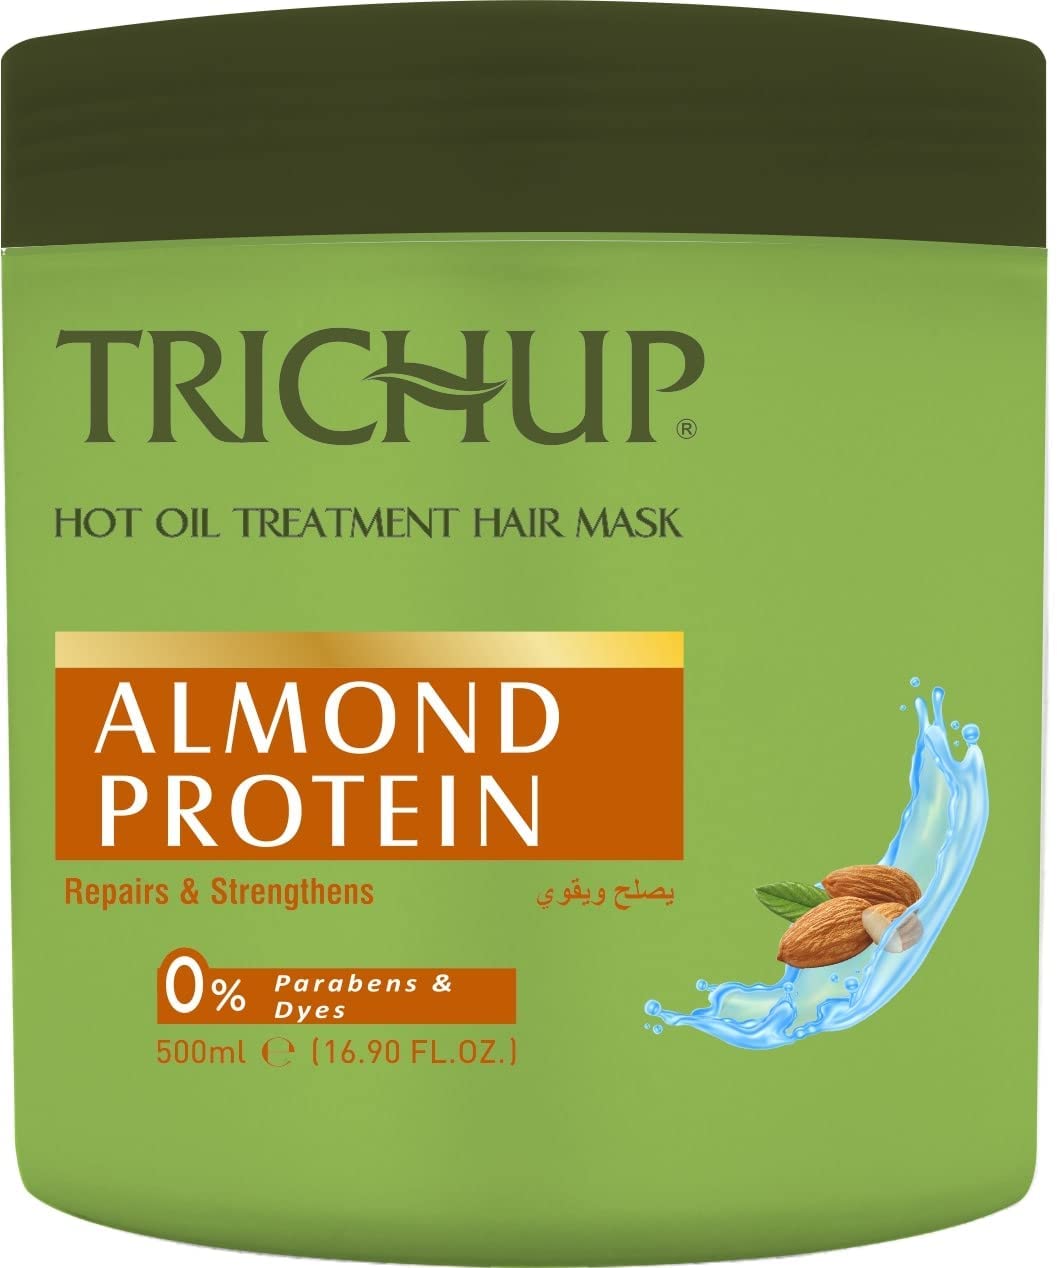 TRICHUP®
HOT OIL TREATMENT HAIR MASK
ALMOND
PROTEIN
Repairs & Strengthens
يصلح ويقوي
0% Parabens &
Dyes
500ml ℮ (16.90 FL.OZ.)